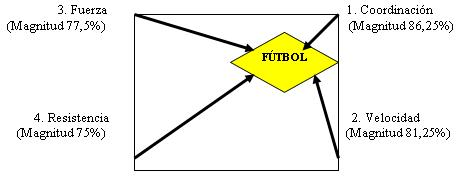 3. Fuerza
(Magnitud 77,5%)
1. Coordinación
(Magnitud 86,25%)
FÚTBOL
4. Resistencia
(Magnitud 75%)
2. Velocidad
(Magnitud 81,25%)